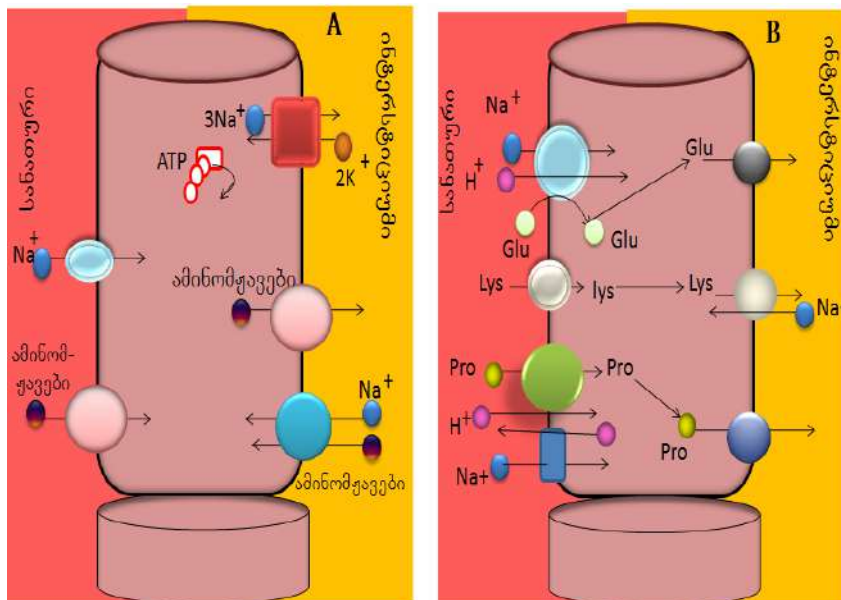 A
სანათური
ინტერსტიციუმი
3Na+
ATP
2K+
Na+
ამინომჟავები
ამინომ-
ჟავები
Na+
ამინომჟავები
B
სანათური
ინტერსტიციუმი
Na+
H+
Glu
Glu
Glu
Lys
lys
Lys
Na+
Pro
Pro
H+
Pro
Na+